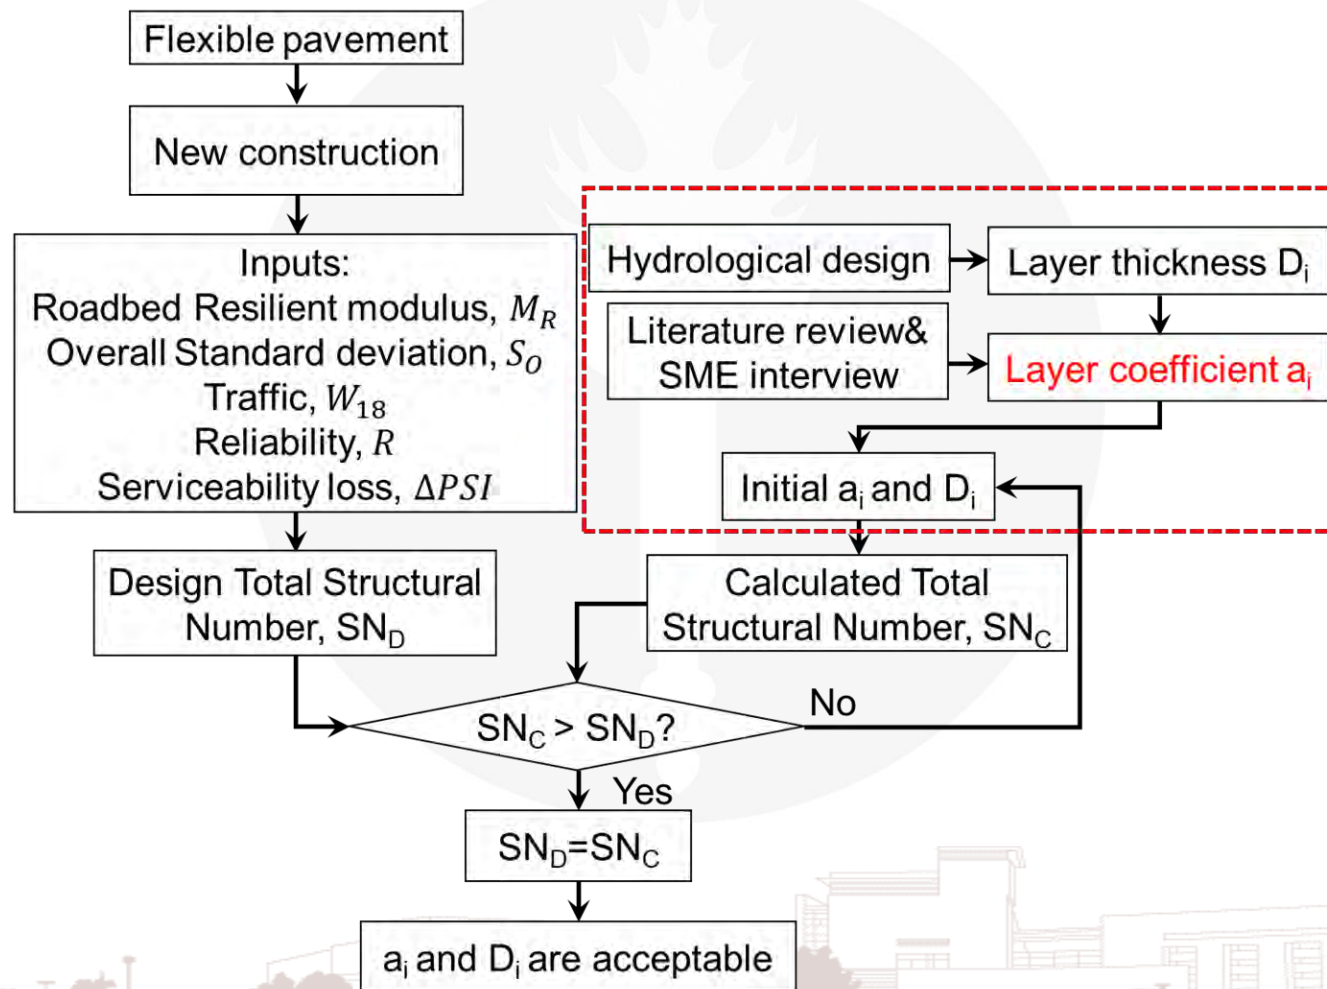 Flexible pavement
New construction
Inputs:
Roadbed Resilient modulus, M_R
Overall Standard deviation, S_O
Traffic, W_18
Reliability, R
Serviceability loss, ΔPSI
Design Total Structural
Number, SN_D
Hydrological design
Layer thickness D_i
Literature review&
SME interview
Layer coefficient a_i
Initial a_i and D_i
Calculated Total
Structural Number, SN_C
SN_C > SN_D?
No
Yes
SN_D=SN_C
a_i and D_i are acceptable